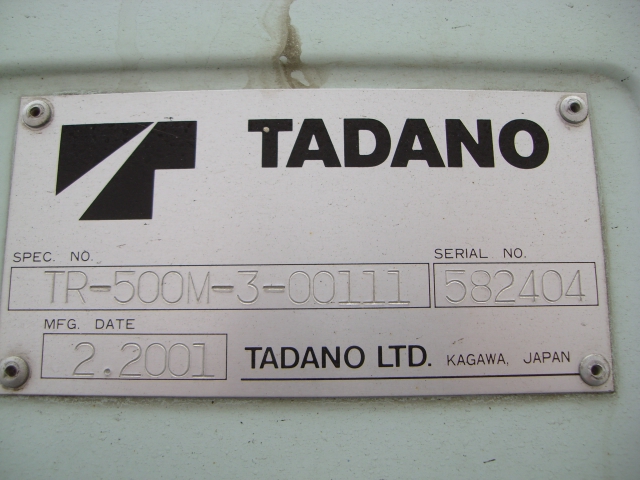 TADANO
SPEC. NO.
TR-500M-3-00111
SERIAL NO.
582404
MFG. DATE
2.2001
TADANO LTD. KAGAWA, JAPAN